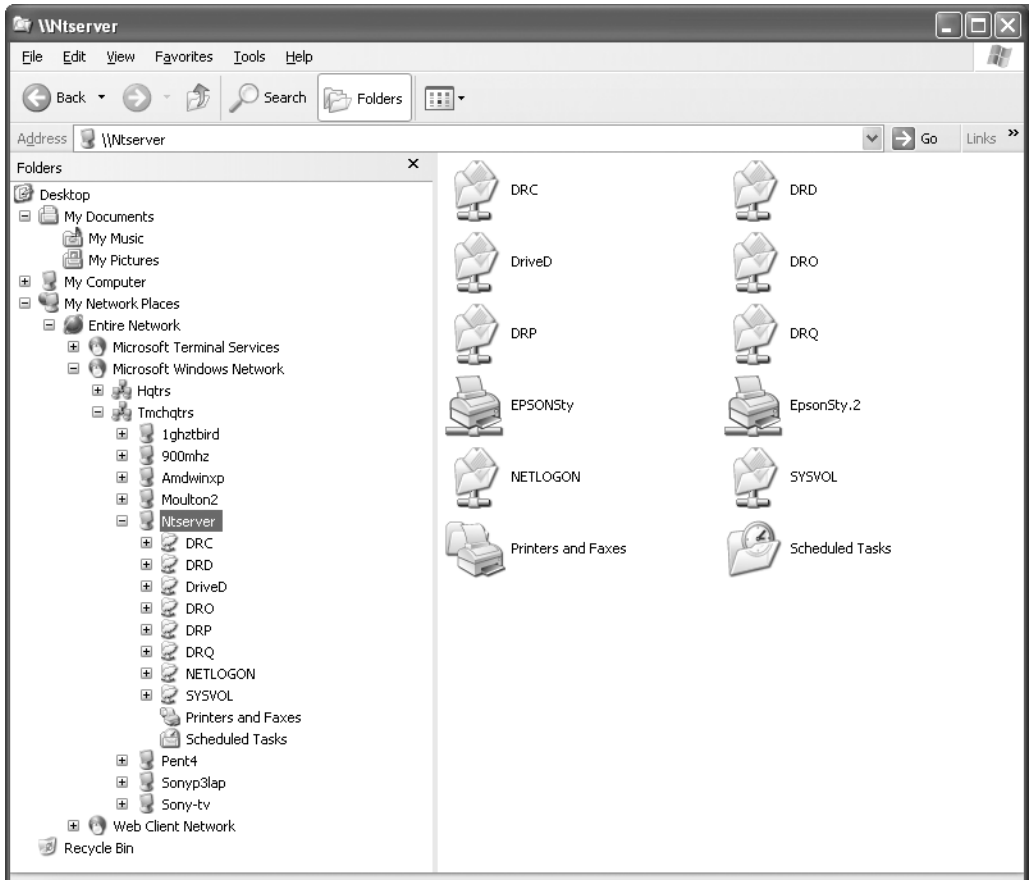 \\Ntserver
File Edit View Favorites Tools Help
Back Search Folders
Address \\Ntserver Go Links »
Folders x
Desktop
My Documents
My Music
My Pictures
My Computer
My Network Places
Entire Network
Microsoft Terminal Services
Microsoft Windows Network
Hqtrs
Tmchqtrs
1ghztbird
900mhz
Amdwinxp
Moulton2
Ntserver
DRC
DRD
DriveD
DRO
DRP
DRQ
NETLOGON
SYSVOL
Printers and Faxes
Scheduled Tasks
Pent4
Sonyp3lap
Sony-tv
Web Client Network
Recycle Bin
DRC DRD
DriveD DRO
DRP DRQ
EPSONSty EpsonSty.2
NETLOGON SYSVOL
Printers and Faxes Scheduled Tasks